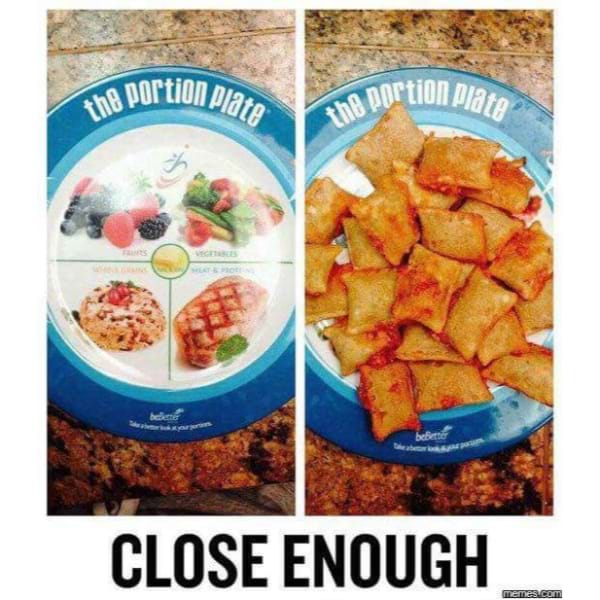 the portion plate
FRUITS
VEGETABLES
WHOLE GRAINS
MEAT & PROTEINS
beBetter
Take a better look at your portions.
the portion plate
beBetter
Take a better look at your portions.
CLOSE ENOUGH
memes.com